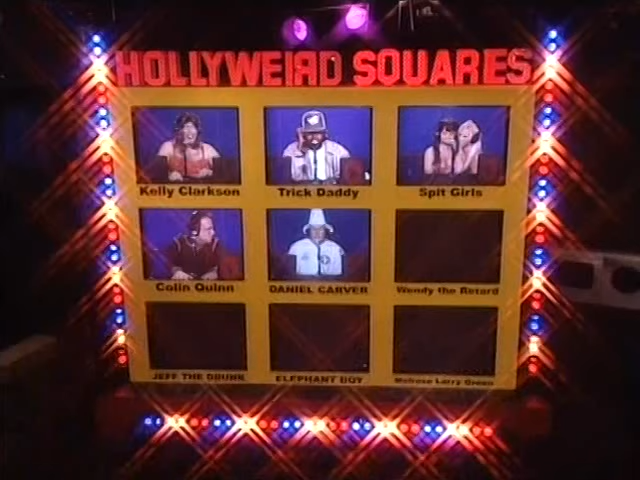 HOLLYWEIRD SQUARES
Kelly Clarkson
Trick Daddy
Spit Girls
Colin Quinn
DANIEL CARVER
Wendy the Retard
JEFF THE DRUNK
ELEPHANT BOY
Melrose Larry Green